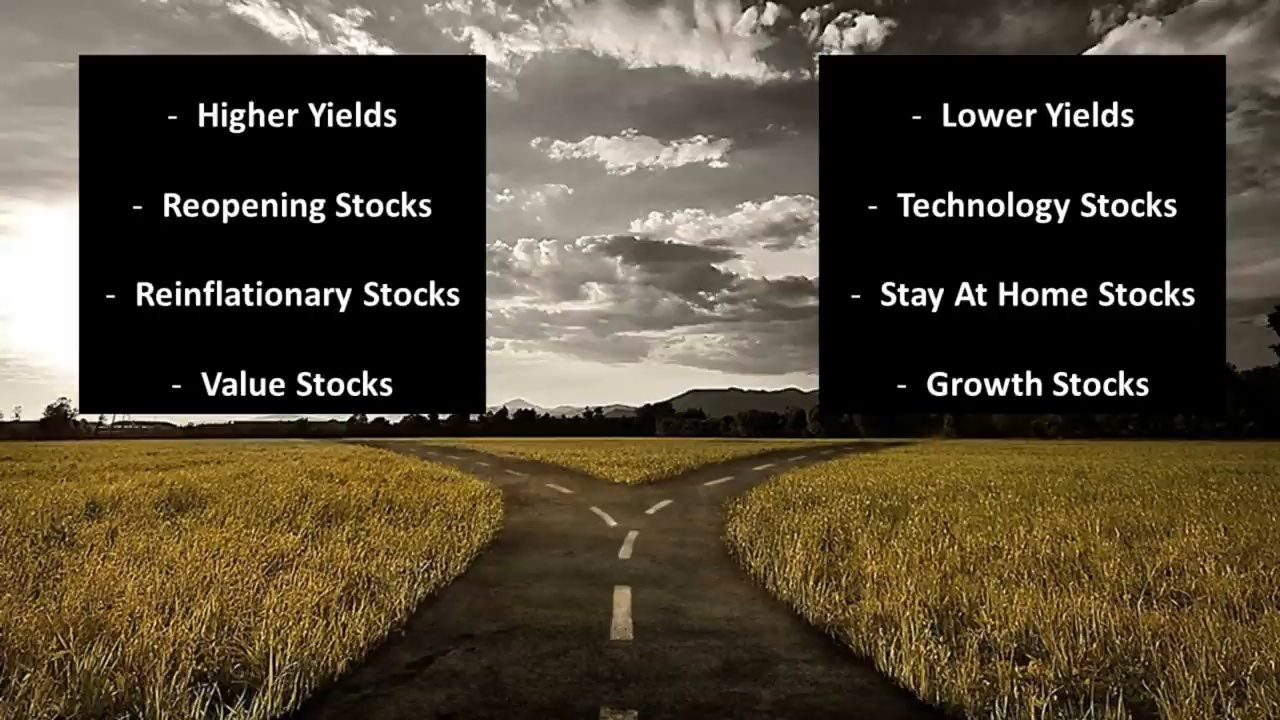 - Higher Yields
- Reopening Stocks
- Reinflationary Stocks
- Value Stocks
- Lower Yields
- Technology Stocks
- Stay At Home Stocks
- Growth Stocks